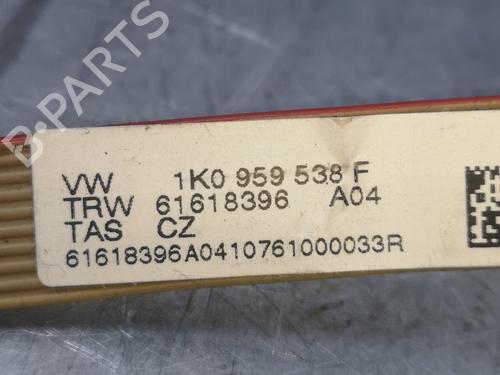 B-PARTS
VW 1K0 959 538 F
TRW 61618396 A04
TAS CZ
61618396A0410761000033R